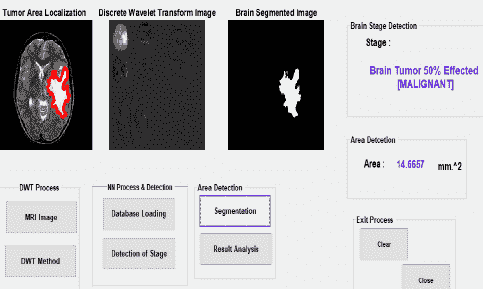 Tumor Area Localization
Discrete Wavelet Transform Image
Brain Segmented Image
Brain Stage Detection
Stage :
Brain Tumor 50% Effected
[MALIGNANT]
Area Detcetion
Area : 14.6657 mm.^2
DWT Process
MRI Image
DWT Method
NN Process & Detection
Database Loading
Detection of Stage
Area Detection
Segmentation
Result Analysis
Exit Process
Clear
Close